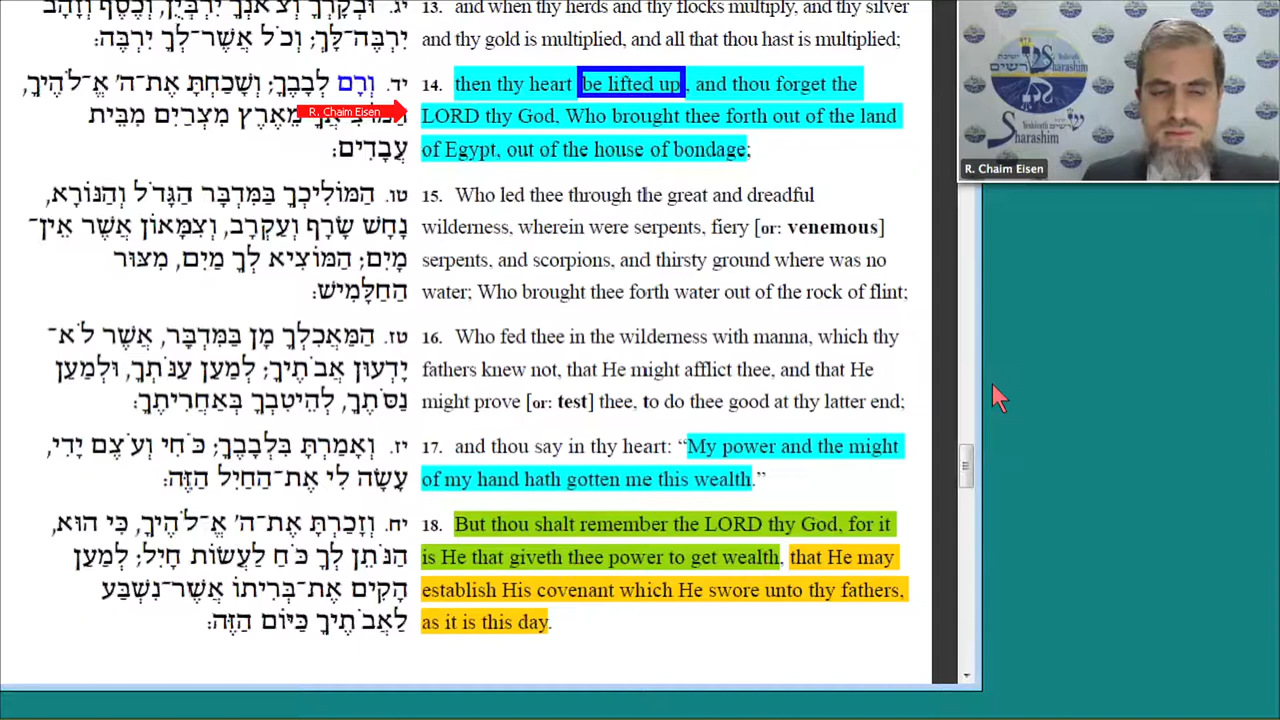 יג. וּבְקָרְךָ וְצֹאנְךָ יִרְבְּיֻן, וְכֶסֶף וְזָהָב
יִרְבֶּה־לָּךְ; וְכֹל אֲשֶׁר־לְךָ יִרְבֶּה:
יד. וְרָם לְבָבֶךָ; וְשָׁכַחְתָּ אֶת־ה' אֱ־לֹהֶיךָ,
מֵאֶרֶץ מִצְרַיִם מִבֵּית
עֲבָדִים:
טו. הַמּוֹלִיכְךָ בַּמִּדְבָּר הַגָּדֹל וְהַנּוֹרָא,
נָחָשׁ שָׂרָף וְעַקְרָב, וְצִמָּאוֹן אֲשֶׁר אֵין־
מָיִם; הַמּוֹצִיא לְךָ מַיִם, מִצּוּר
הַחַלָּמִישׁ:
טז. הַמַּאֲכִלְךָ מָן בַּמִּדְבָּר, אֲשֶׁר לֹא־
יָדְעוּן אֲבֹתֶיךָ; לְמַעַן עַנֹּתְךָ, וּלְמַעַן
נַסֹּתֶךָ, לְהֵיטִבְךָ בְּאַחֲרִיתֶךָ:
יז. וְאָמַרְתָּ בִּלְבָבֶךָ; כֹּחִי וְעֹצֶם יָדִי,
עָשָׂה לִי אֶת־הַחַיִל הַזֶּה:
יח. וְזָכַרְתָּ אֶת־ה' אֱ־לֹהֶיךָ, כִּי הוּא,
הַנֹּתֵן לְךָ כֹּחַ לַעֲשׂוֹת חָיִל; לְמַעַן
הָקִים אֶת־בְּרִיתוֹ אֲשֶׁר־נִשְׁבַּע
לַאֲבֹתֶיךָ כַּיּוֹם הַזֶּה:
R. Chaim Eisen
13. and when thy herds and thy flocks multiply, and thy silver
and thy gold is multiplied, and all that thou hast is multiplied;
14. then thy heart be lifted up, and thou forget the
LORD thy God, Who brought thee forth out of the land
of Egypt, out of the house of bondage;
15. Who led thee through the great and dreadful
wilderness, wherein were serpents, fiery [or: venemous]
serpents, and scorpions, and thirsty ground where was no
water; Who brought thee forth water out of the rock of flint;
16. Who fed thee in the wilderness with manna, which thy
fathers knew not, that He might afflict thee, and that He
might prove [or: test] thee, to do thee good at thy latter end;
17. and thou say in thy heart: “My power and the might
of my hand hath gotten me this wealth.”
18. But thou shalt remember the LORD thy God, for it
is He that giveth thee power to get wealth, that He may
establish His covenant which He swore unto thy fathers,
as it is this day.
Sharashim
Yeshivath
Sharashim
R. Chaim Eisen